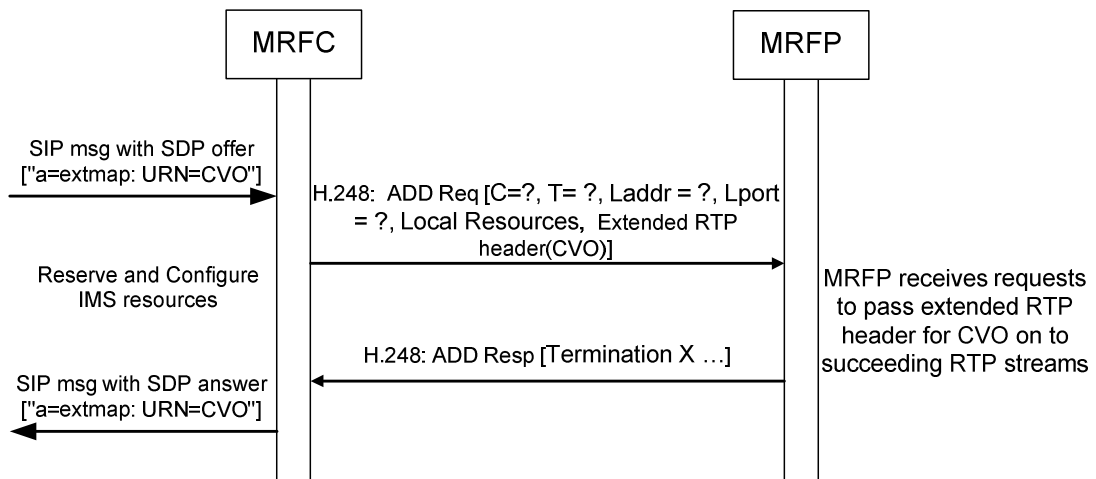 MRFC
MRFP
SIP msg with SDP offer
["a=extmap: URN=CVO"]
H.248: ADD Req [C=?, T= ?, Laddr = ?, Lport
= ?, Local Resources, Extended RTP
header(CVO)]
Reserve and Configure
IMS resources
MRFP receives requests
to pass extended RTP
header for CVO on to
succeeding RTP streams
H.248: ADD Resp [Termination X …]
SIP msg with SDP answer
["a=extmap: URN=CVO"]